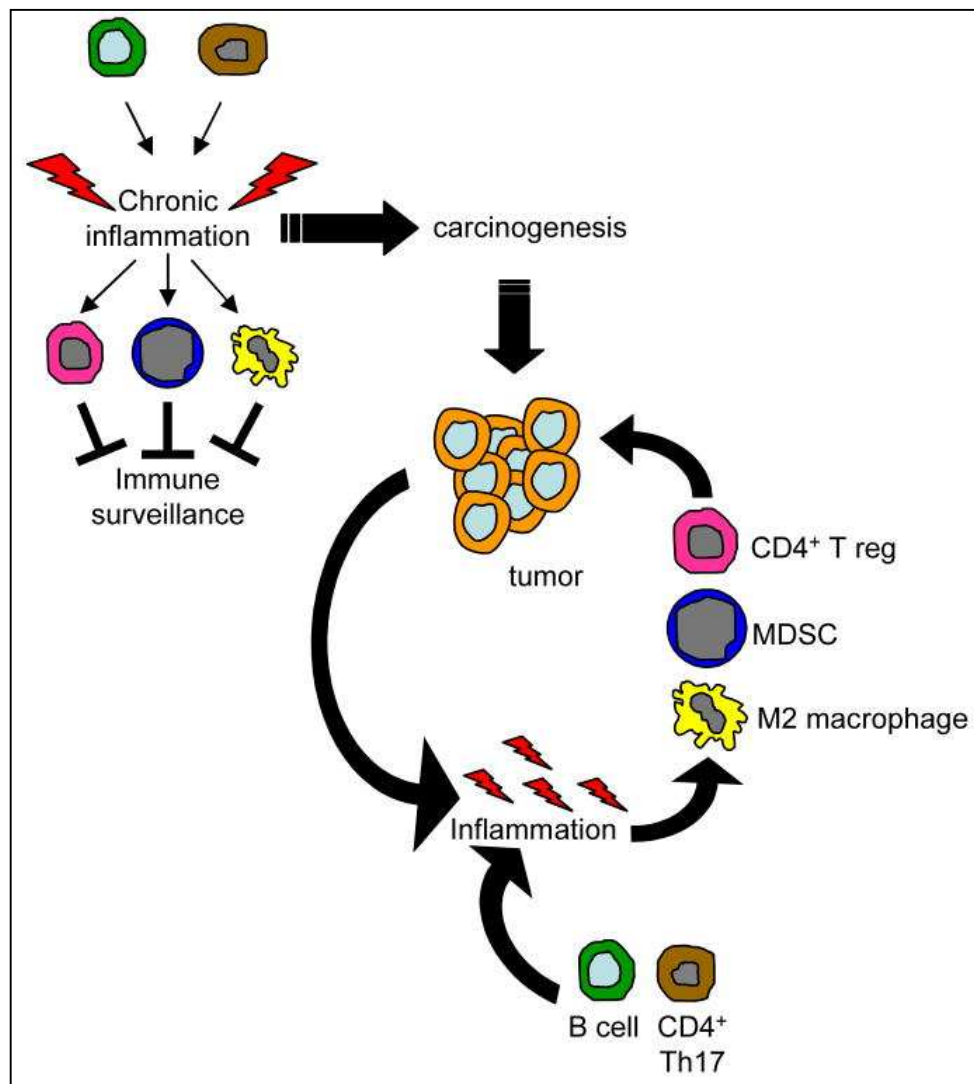 Chronic
inflammation
carcinogenesis
Immune
surveillance
tumor
CD4⁺ T reg
MDSC
M2 macrophage
Inflammation
B cell
CD4⁺
Th17